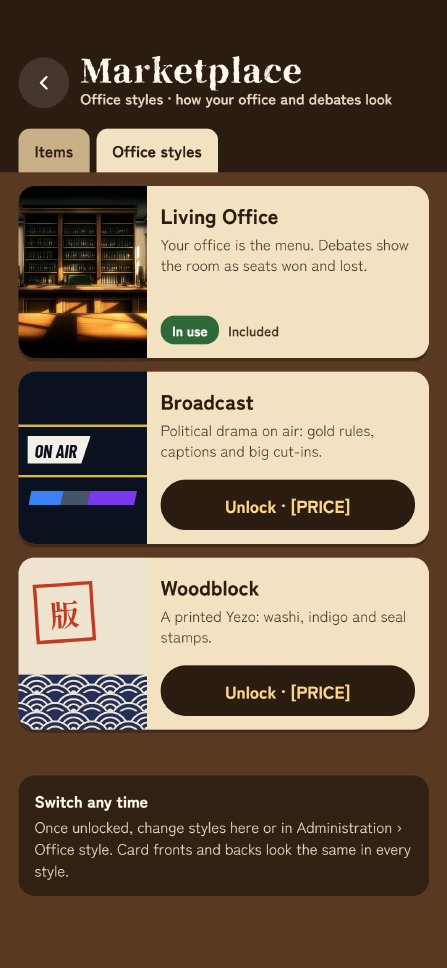 Marketplace
Office styles · how your office and debates look
Items
Office styles
Living Office
Your office is the menu. Debates show
the room as seats won and lost.
In use
Included
ON AIR
Broadcast
Political drama on air: gold rules,
captions and big cut-ins.
Unlock · [PRICE]
版
Woodblock
A printed Yezo: washi, indigo and seal
stamps.
Unlock · [PRICE]
Switch any time
Once unlocked, change styles here or in Administration ›
Office style. Card fronts and backs look the same in every
style.